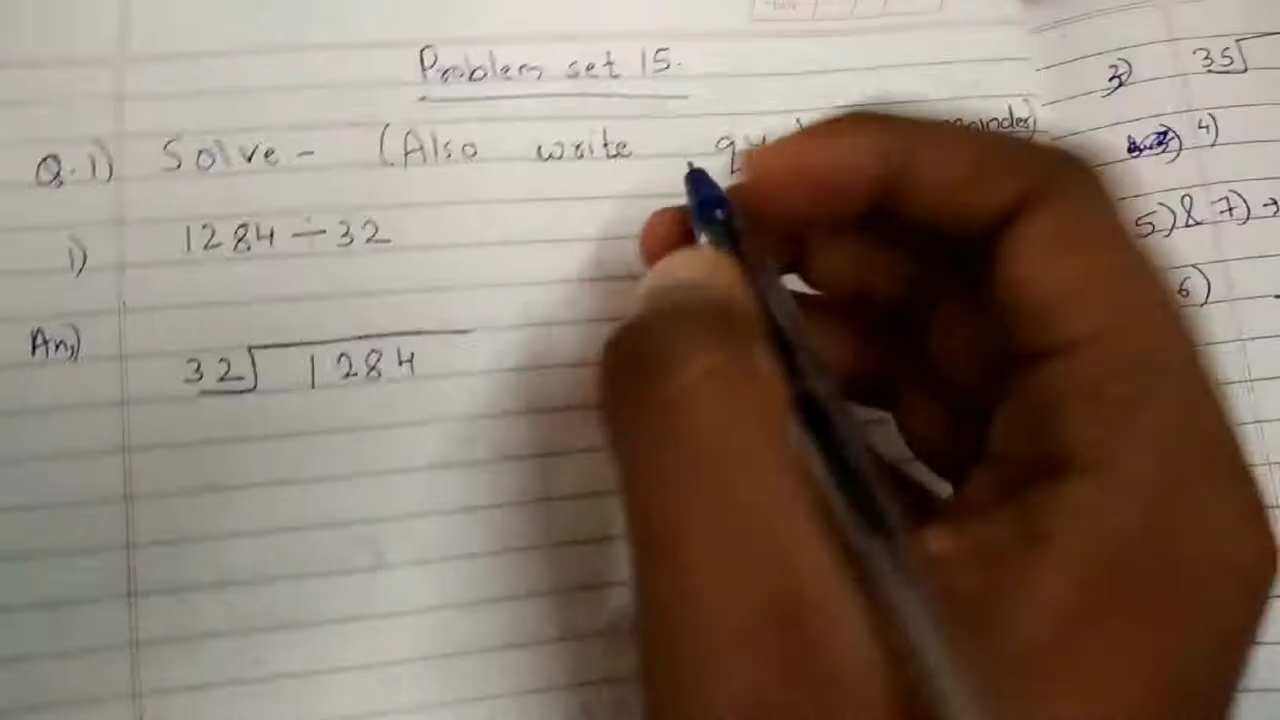 Problem set 15.
Q.1) Solve - (Also write
1) 1284 ÷ 32
Ans) 32 1284
3) 35
4)
5) & 7) →
6)